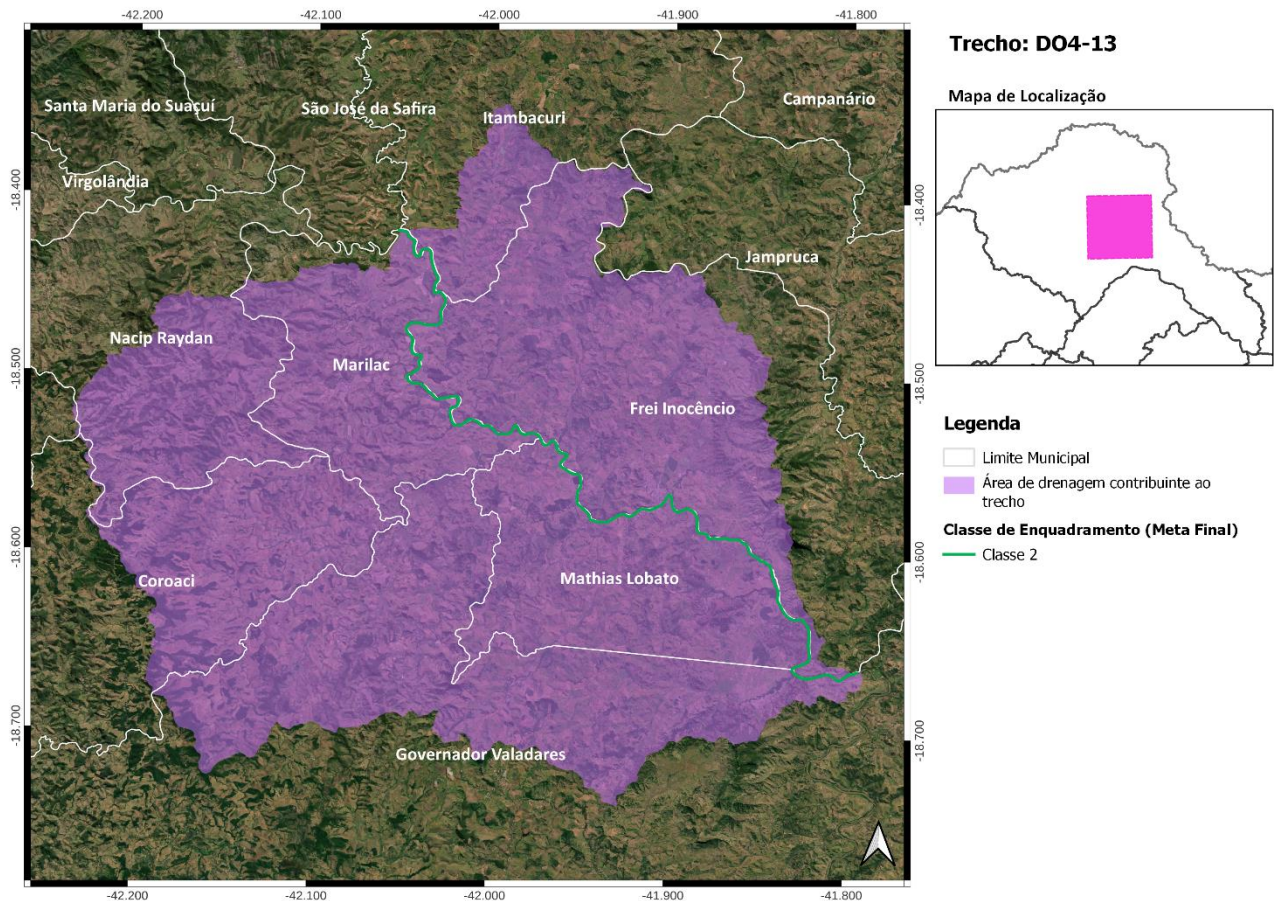 -42.200
-42.100
-42.000
-41.900
-41.800
Trecho: DO4-13
Mapa de Localização
Campanário
Santa Maria do Suaçuí
São José da Safira
Itambacuri
Virgolândia
-18.400
-18.400
Jampruca
Nacip Raydan
Marilac
-18.500
-18.500
Frei Inocêncio
Legenda
Limite Municipal
Área de drenagem contribuinte ao
trecho
Classe de Enquadramento (Meta Final)
Classe 2
-18.600
-18.600
Coroaci
Mathias Lobato
-18.700
-18.700
Governador Valadares
-42.200
-42.100
-42.000
-41.900
-41.800